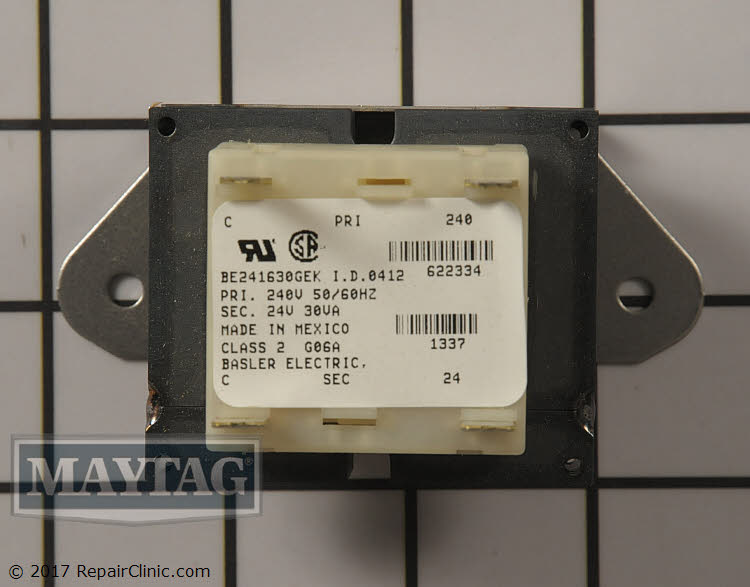 C PRI 240
BE241630GEK I.D.0412 622334
PRI. 240V 50/60HZ
SEC. 24V 30VA
MADE IN MEXICO
CLASS 2 G06A 1337
BASLER ELECTRIC.
C SEC 24
MAYTAG
© 2017 RepairClinic.com